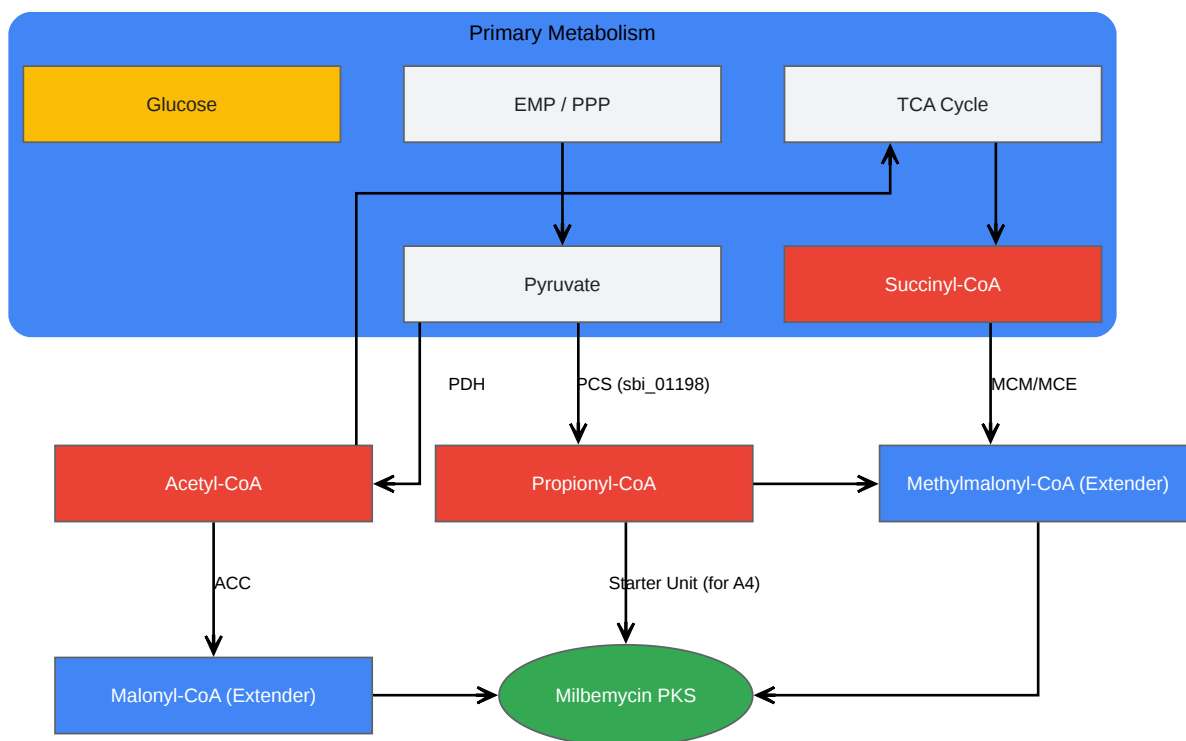 Primary Metabolism
Glucose
EMP / PPP
TCA Cycle
Pyruvate
Succinyl-CoA
PDH
PCS (sbi_01198)
MCM/MCE
Acetyl-CoA
Propionyl-CoA
Methylmalonyl-CoA (Extender)
ACC
Starter Unit (for A4)
Malonyl-CoA (Extender)
Milbemycin PKS